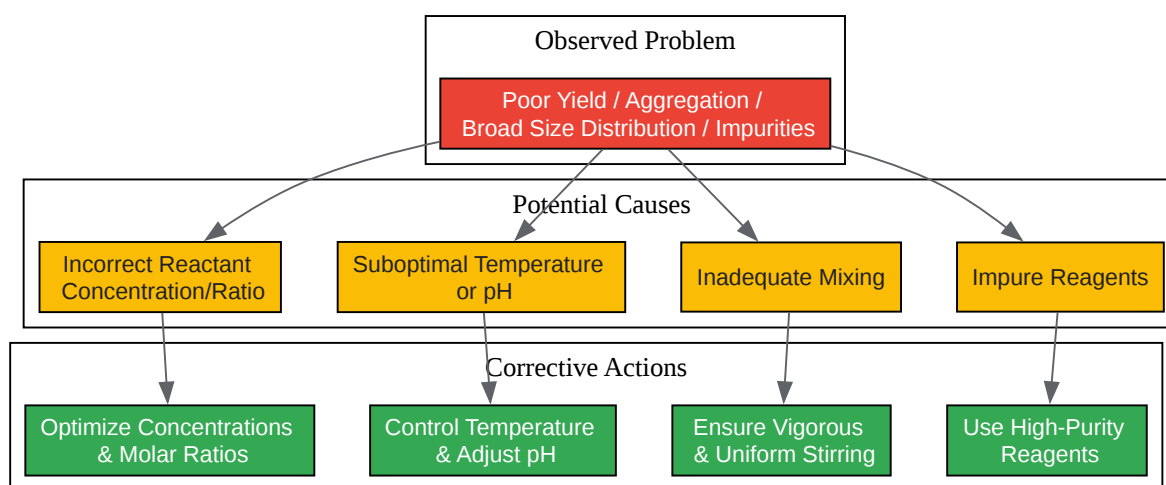 Observed Problem
Poor Yield / Aggregation /
Broad Size Distribution / Impurities
Potential Causes
Incorrect Reactant
Concentration/Ratio
Suboptimal Temperature
or pH
Inadequate Mixing
Impure Reagents
Corrective Actions
Optimize Concentrations
& Molar Ratios
Control Temperature
& Adjust pH
Ensure Vigorous
& Uniform Stirring
Use High-Purity
Reagents